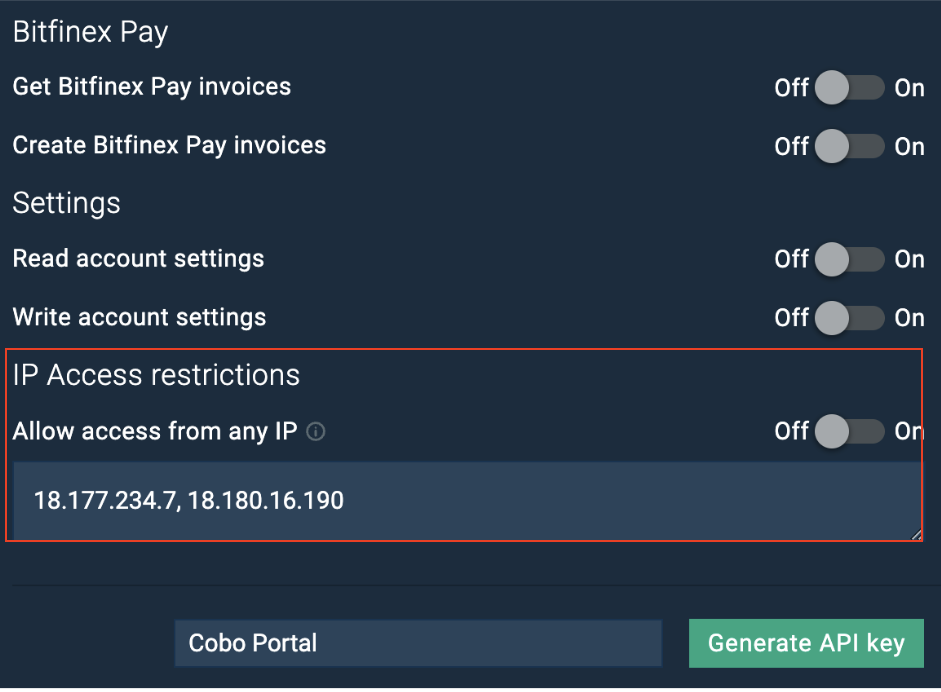 Bitfinex Pay
Get Bitfinex Pay invoices Off On
Create Bitfinex Pay invoices Off On
Settings
Read account settings Off On
Write account settings Off On
IP Access restrictions
Allow access from any IP Off On
18.177.234.7, 18.180.16.190
Cobo Portal Generate API key